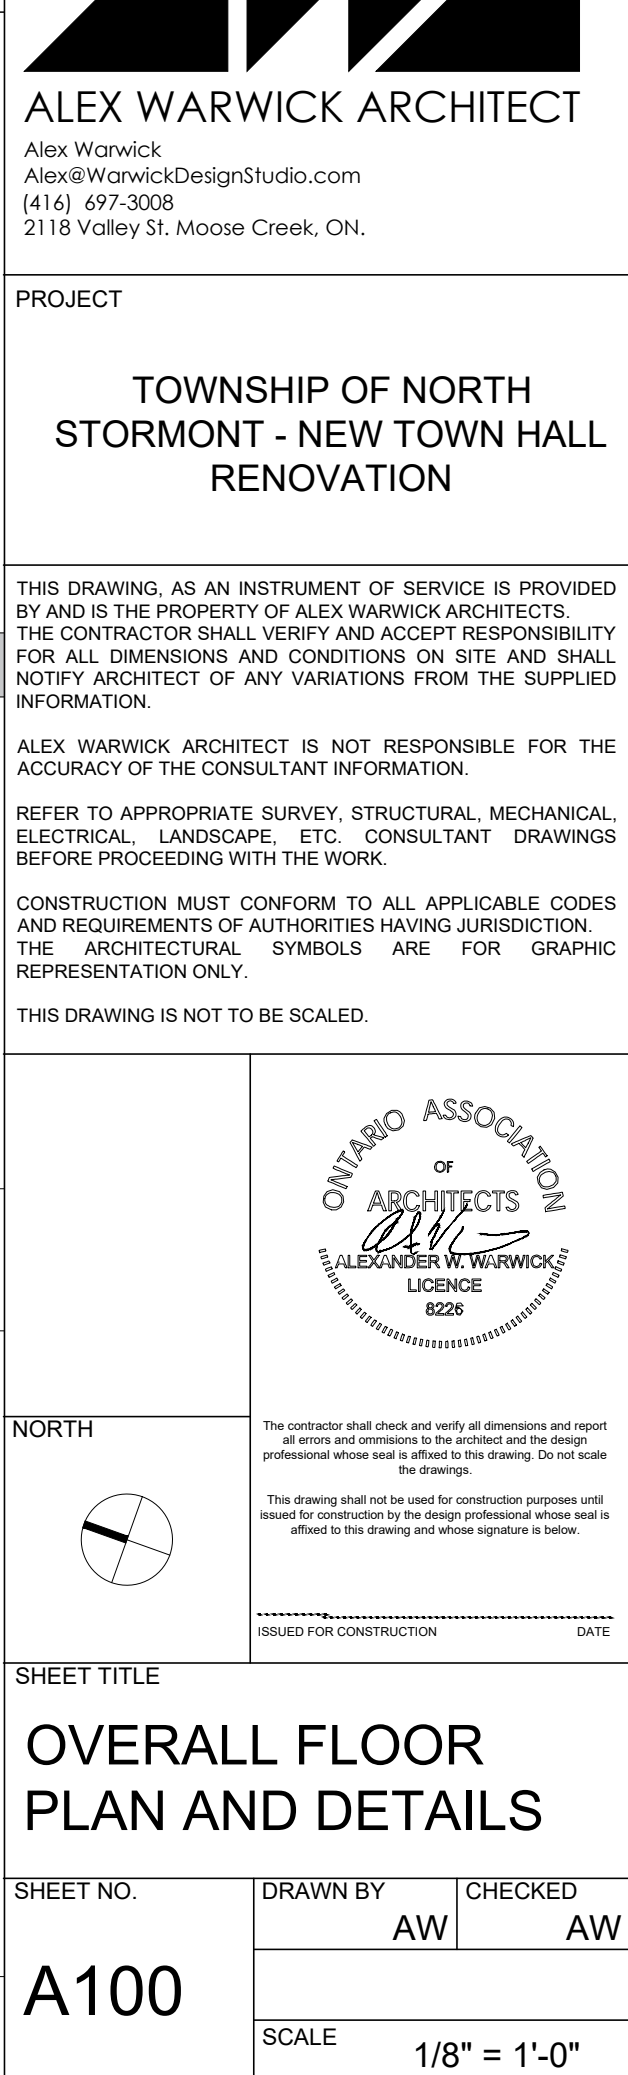 ALEX WARWICK ARCHITECT
Alex Warwick
Alex@WarwickDesignStudio.com
(416) 697-3008
2118 Valley St. Moose Creek, ON.
PROJECT
TOWNSHIP OF NORTH
STORMONT - NEW TOWN HALL
RENOVATION
THIS DRAWING, AS AN INSTRUMENT OF SERVICE IS PROVIDED
BY AND IS THE PROPERTY OF ALEX WARWICK ARCHITECTS.
THE CONTRACTOR SHALL VERIFY AND ACCEPT RESPONSIBILITY
FOR ALL DIMENSIONS AND CONDITIONS ON SITE AND SHALL
NOTIFY ARCHITECT OF ANY VARIATIONS FROM THE SUPPLIED
INFORMATION.
ALEX WARWICK ARCHITECT IS NOT RESPONSIBLE FOR THE
ACCURACY OF THE CONSULTANT INFORMATION.
REFER TO APPROPRIATE SURVEY, STRUCTURAL, MECHANICAL,
ELECTRICAL, LANDSCAPE, ETC. CONSULTANT DRAWINGS
BEFORE PROCEEDING WITH THE WORK.
CONSTRUCTION MUST CONFORM TO ALL APPLICABLE CODES
AND REQUIREMENTS OF AUTHORITIES HAVING JURISDICTION.
THE ARCHITECTURAL SYMBOLS ARE FOR GRAPHIC
REPRESENTATION ONLY.
THIS DRAWING IS NOT TO BE SCALED.
ONTARIO ASSOCIATION
OF
ARCHITECTS
ALEXANDER W. WARWICK
LICENCE
8226
NORTH
The contractor shall check and verify all dimensions and report
all errors and ommisions to the architect and the design
professional whose seal is affixed to this drawing. Do not scale
the drawings.
This drawing shall not be used for construction purposes until
issued for construction by the design professional whose seal is
affixed to this drawing and whose signature is below.
ISSUED FOR CONSTRUCTION DATE
SHEET TITLE
OVERALL FLOOR
PLAN AND DETAILS
SHEET NO.
A100
DRAWN BY
AW
CHECKED
AW
SCALE
1/8" = 1'-0"